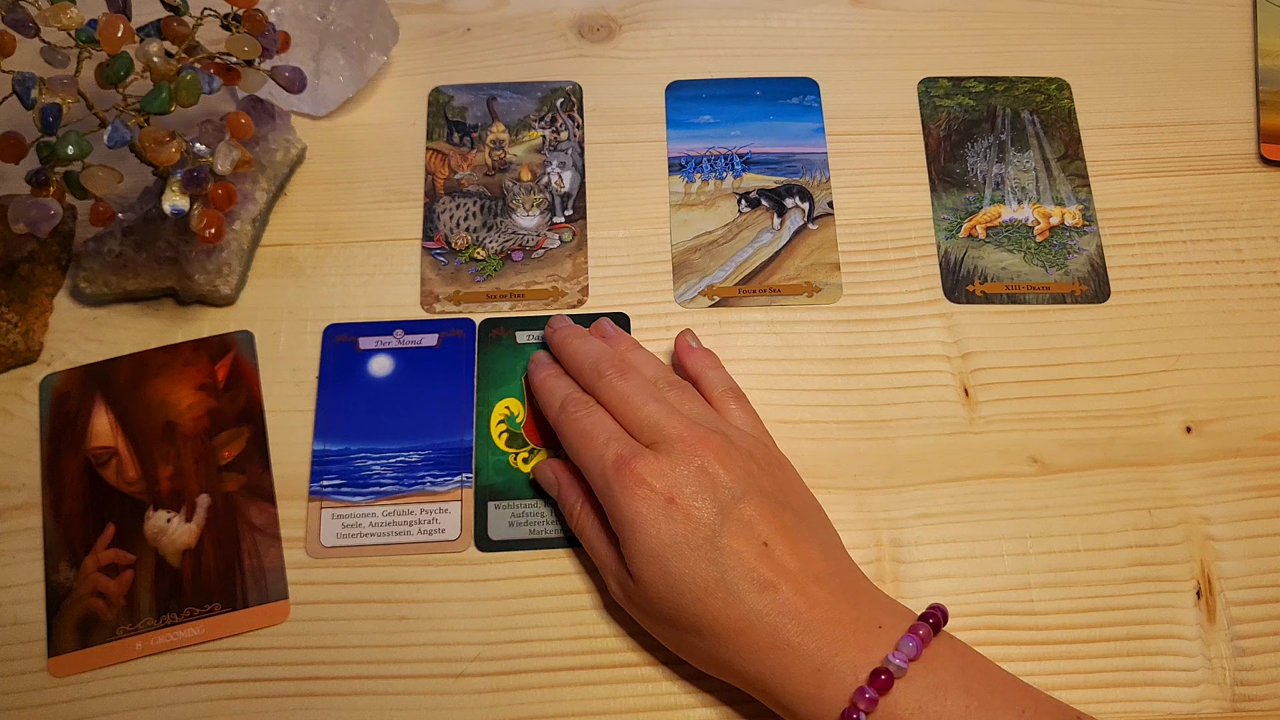 SIX OF FIRE
FOUR OF SEA
XIII • DEATH
Der Mond
Das
Emotionen, Gefühle, Psyche,
Seele, Anziehungskraft,
Unterbewusstsein, Ängste
Wohlstand,
Aufstieg,
8 - GROOMING